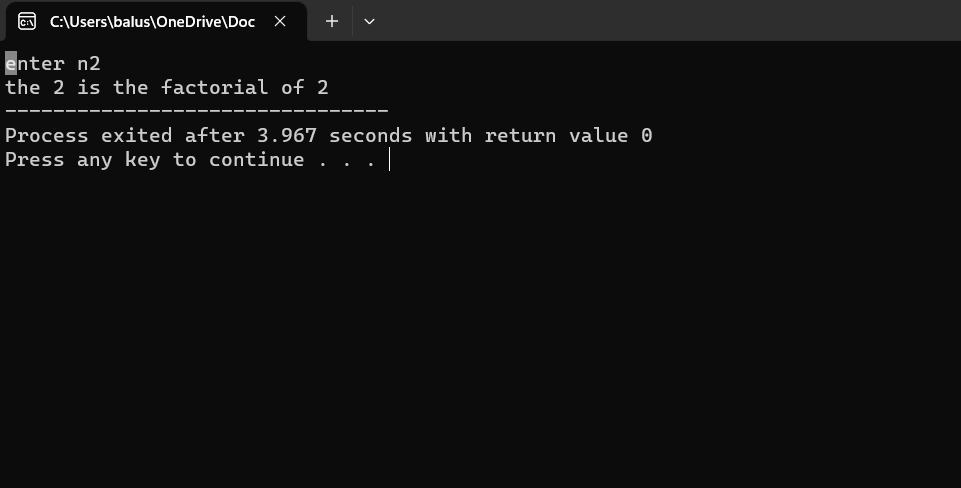 C:\Users\balus\OneDrive\Doc
enter n2
the 2 is the factorial of 2
--------------------------------
Process exited after 3.967 seconds with return value 0
Press any key to continue . . .